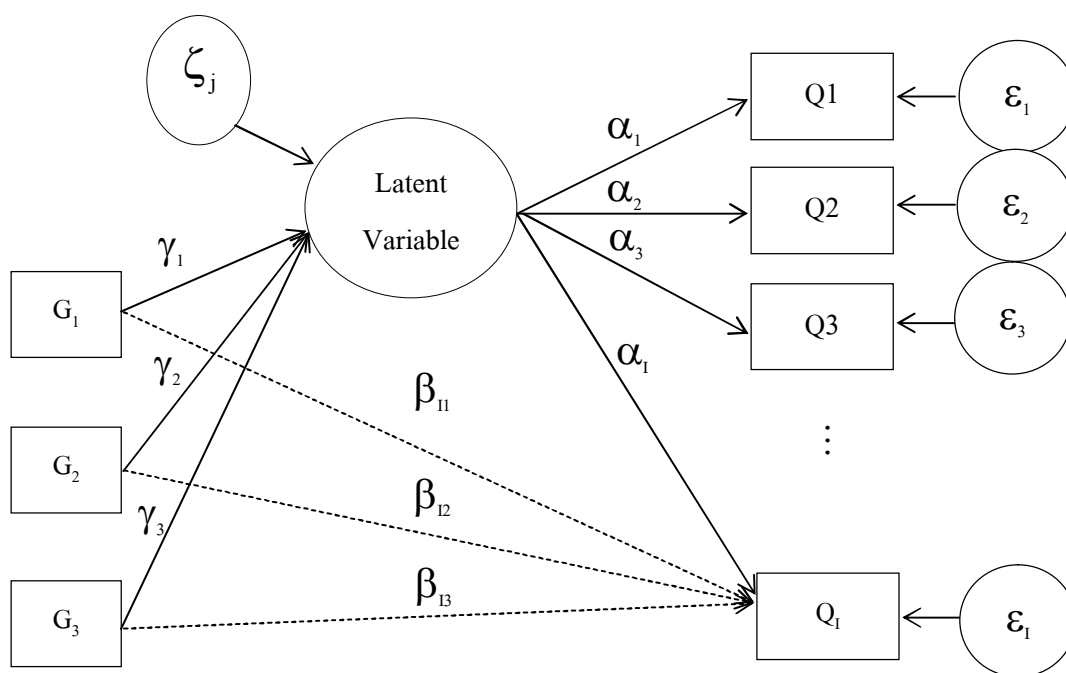 ζj
Latent
Variable
Q1
ε1
α1
Q2
ε2
α2
α3
Q3
ε3
γ1
G1
γ2
αI
βI1
⋮
G2
βI2
γ3
βI3
G3
QI
εI